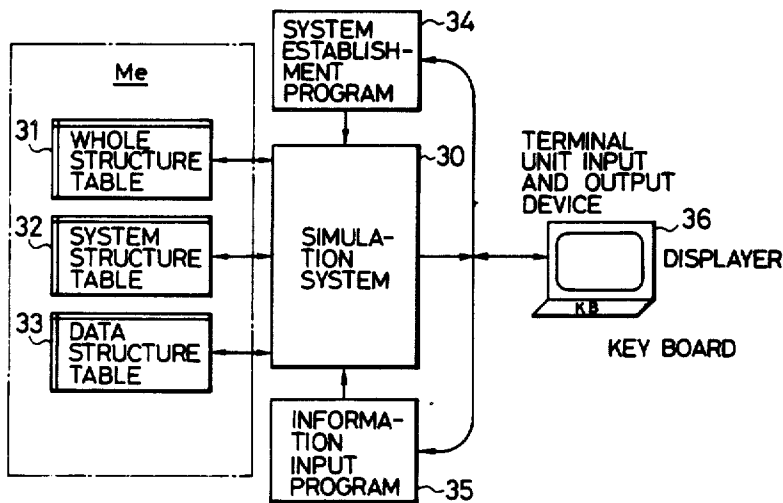 34
SYSTEM
ESTABLISH-
MENT
PROGRAM
Me
31
WHOLE
STRUCTURE
TABLE
30
32
SYSTEM
STRUCTURE
TABLE
SIMULA-
TION
SYSTEM
33
DATA
STRUCTURE
TABLE
TERMINAL
UNIT INPUT
AND OUTPUT
DEVICE
36
DISPLAYER
KB
KEY BOARD
INFORMA-
TION
INPUT
PROGRAM
35